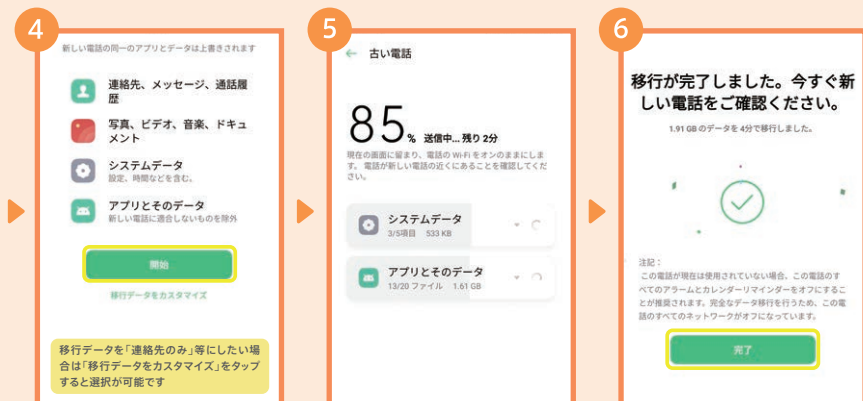 4
新しい電話の同一のアプリとデータは上書きされます
連絡先、メッセージ、通話履
歴
写真、ビデオ、音楽、ドキュ
メント
システムデータ
設定、時間などを含む。
アプリとそのデータ
新しい電話に適合しないものを除外
開始
移行データをカスタマイズ
移行データを「連絡先のみ」等にしたい場
合は「移行データをカスタマイズ」をタップ
すると選択が可能です
5
← 古い電話
85% 送信中... 残り 2分
現在の画面に留まり、電話の Wi-Fi をオンのままにしま
す。 電話が新しい電話の近くにあることを確認してくだ
さい。
システムデータ
3/5項目 533 KB
アプリとそのデータ
13/20 ファイル 1.61 GB
6
移行が完了しました。今すぐ新
しい電話をご確認ください。
1.91 GB のデータを 4分で移行しました。
注記：
この電話が現在は使用されていない場合、この電話のす
べてのアラームとカレンダーリマインダーをオフにするこ
とが推奨されます。完全なデータ移行を行うため、この電
話のすべてのネットワークがオフになっています。
完了